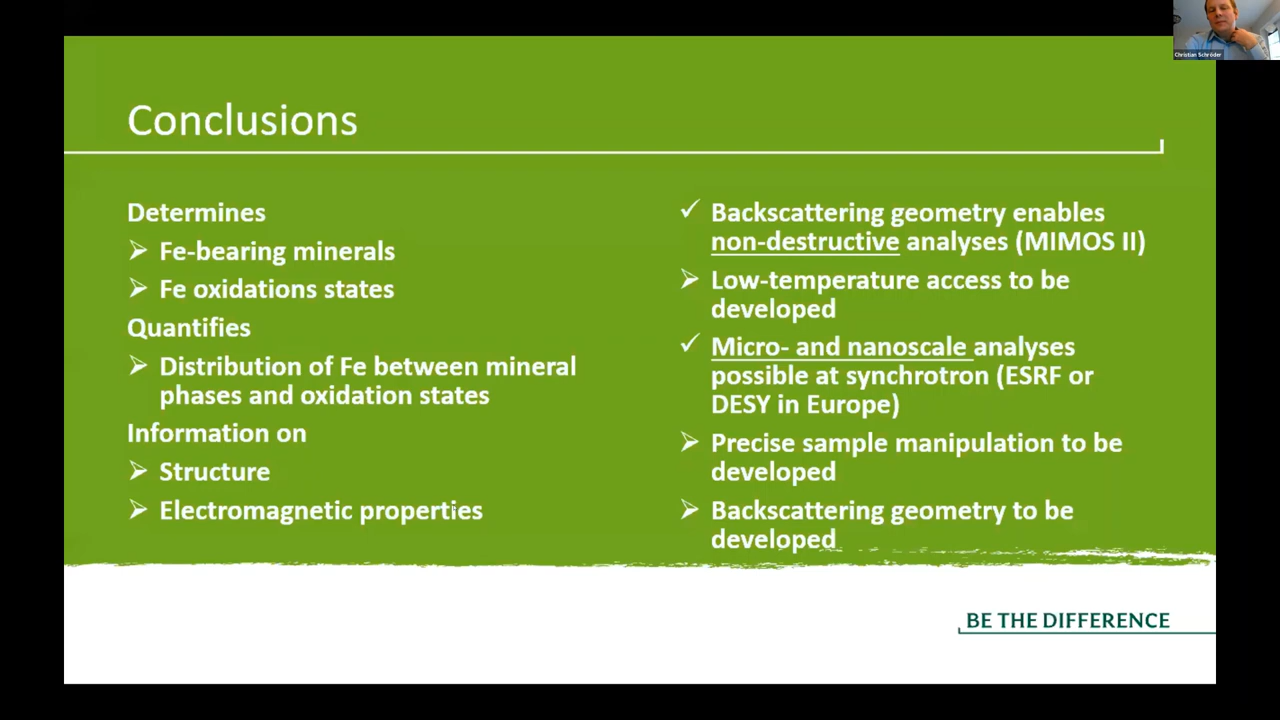 Christian Schröder
Conclusions
Determines
Fe-bearing minerals
Fe oxidations states
Quantifies
Distribution of Fe between mineral
phases and oxidation states
Information on
Structure
Electromagnetic properties
Backscattering geometry enables
non-destructive analyses (MIMOS II)
Low-temperature access to be
developed
Micro- and nanoscale analyses
possible at synchrotron (ESRF or
DESY in Europe)
Precise sample manipulation to be
developed
Backscattering geometry to be
developed
BE THE DIFFERENCE